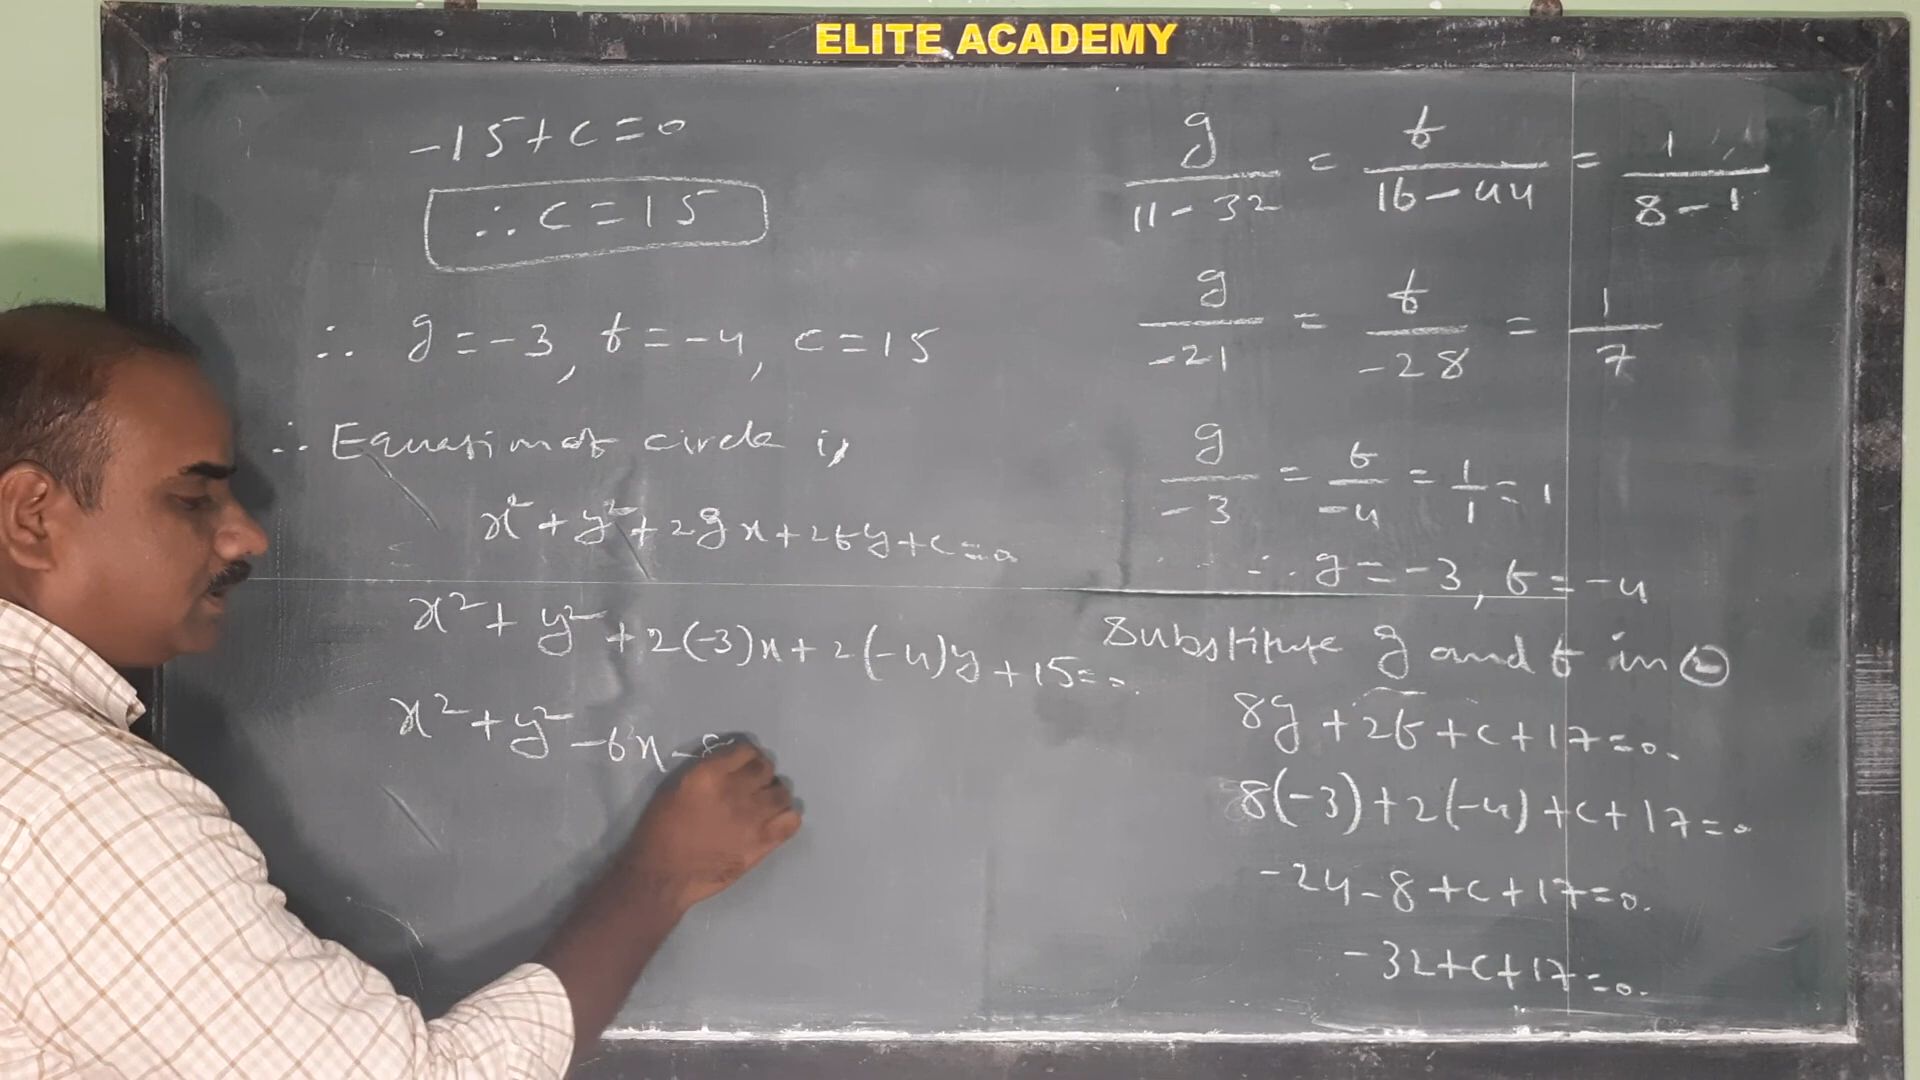 ELITE ACADEMY
-15+c=0
∴ c=15
∴ g=-3, f=-4, c=15
∴ Equation of circle is
x²+y²+2gx+2fy+c=0
x²+y²+2(-3)x+2(-4)y+15=0.
x²+y²-6x-8
g/(11-32) = f/(16-44) = 1/(8-1)
g/-21 = f/-28 = 1/7
g/-3 = f/-4 = 1/1 = 1
∴ g=-3, f=-4
Substitute g and f in ②
8g+2f+c+17=0.
8(-3)+2(-4)+c+17=0
-24-8+c+17=0.
-32+c+17=0.